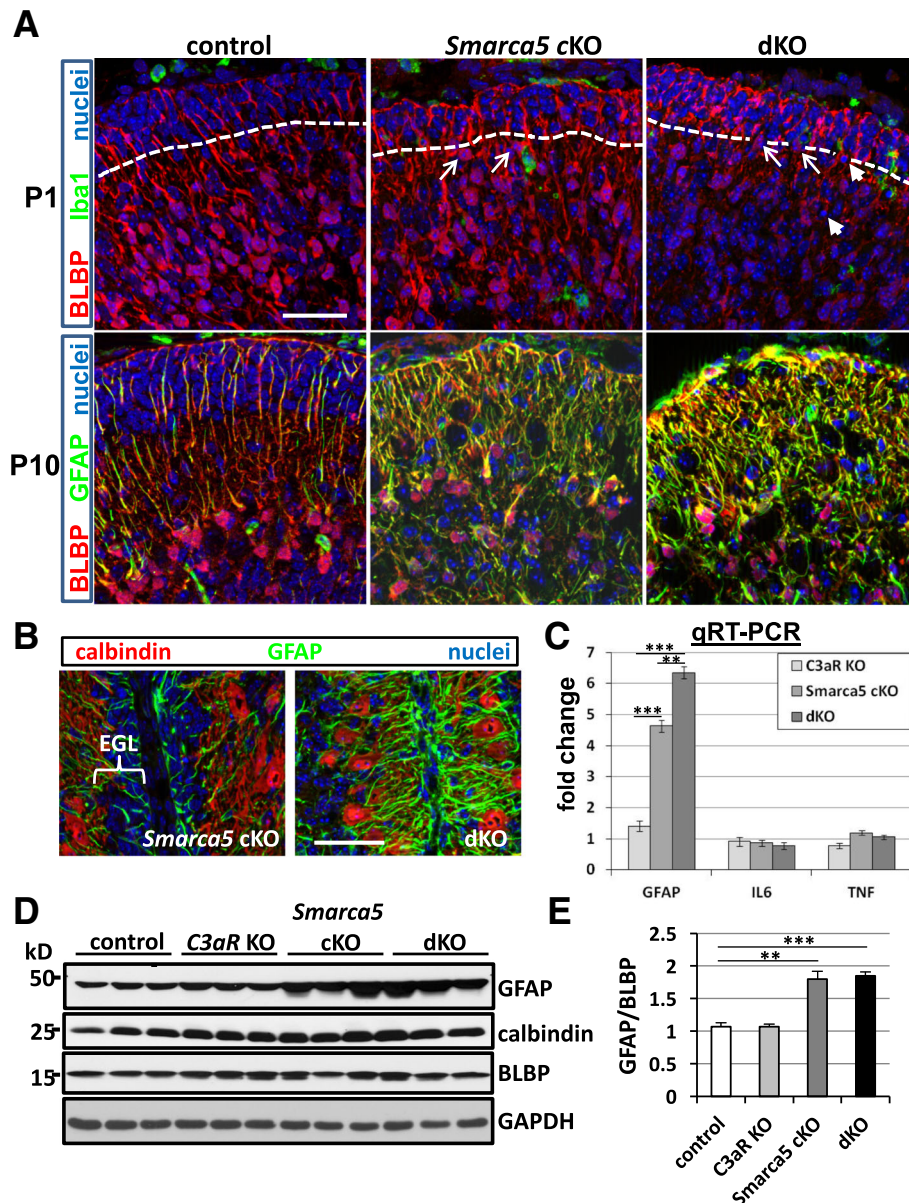 A
control
Smarca5 cKO
dKO
P1
BLBP Iba1 nuclei
P10
BLBP GFAP nuclei
B
calbindin GFAP nuclei
EGL
Smarca5 cKO
dKO
C
qRT-PCR
fold change
7
6
5
4
3
2
1
0
***
**
***
C3aR KO
Smarca5 cKO
dKO
GFAP IL6 TNF
D
Smarca5
control C3aR KO cKO dKO
kD
50
GFAP
25
calbindin
15
BLBP
GAPDH
E
GFAP/BLBP
2.5
2
1.5
1
0.5
0
***
**
control
C3aR KO
Smarca5 cKO
dKO